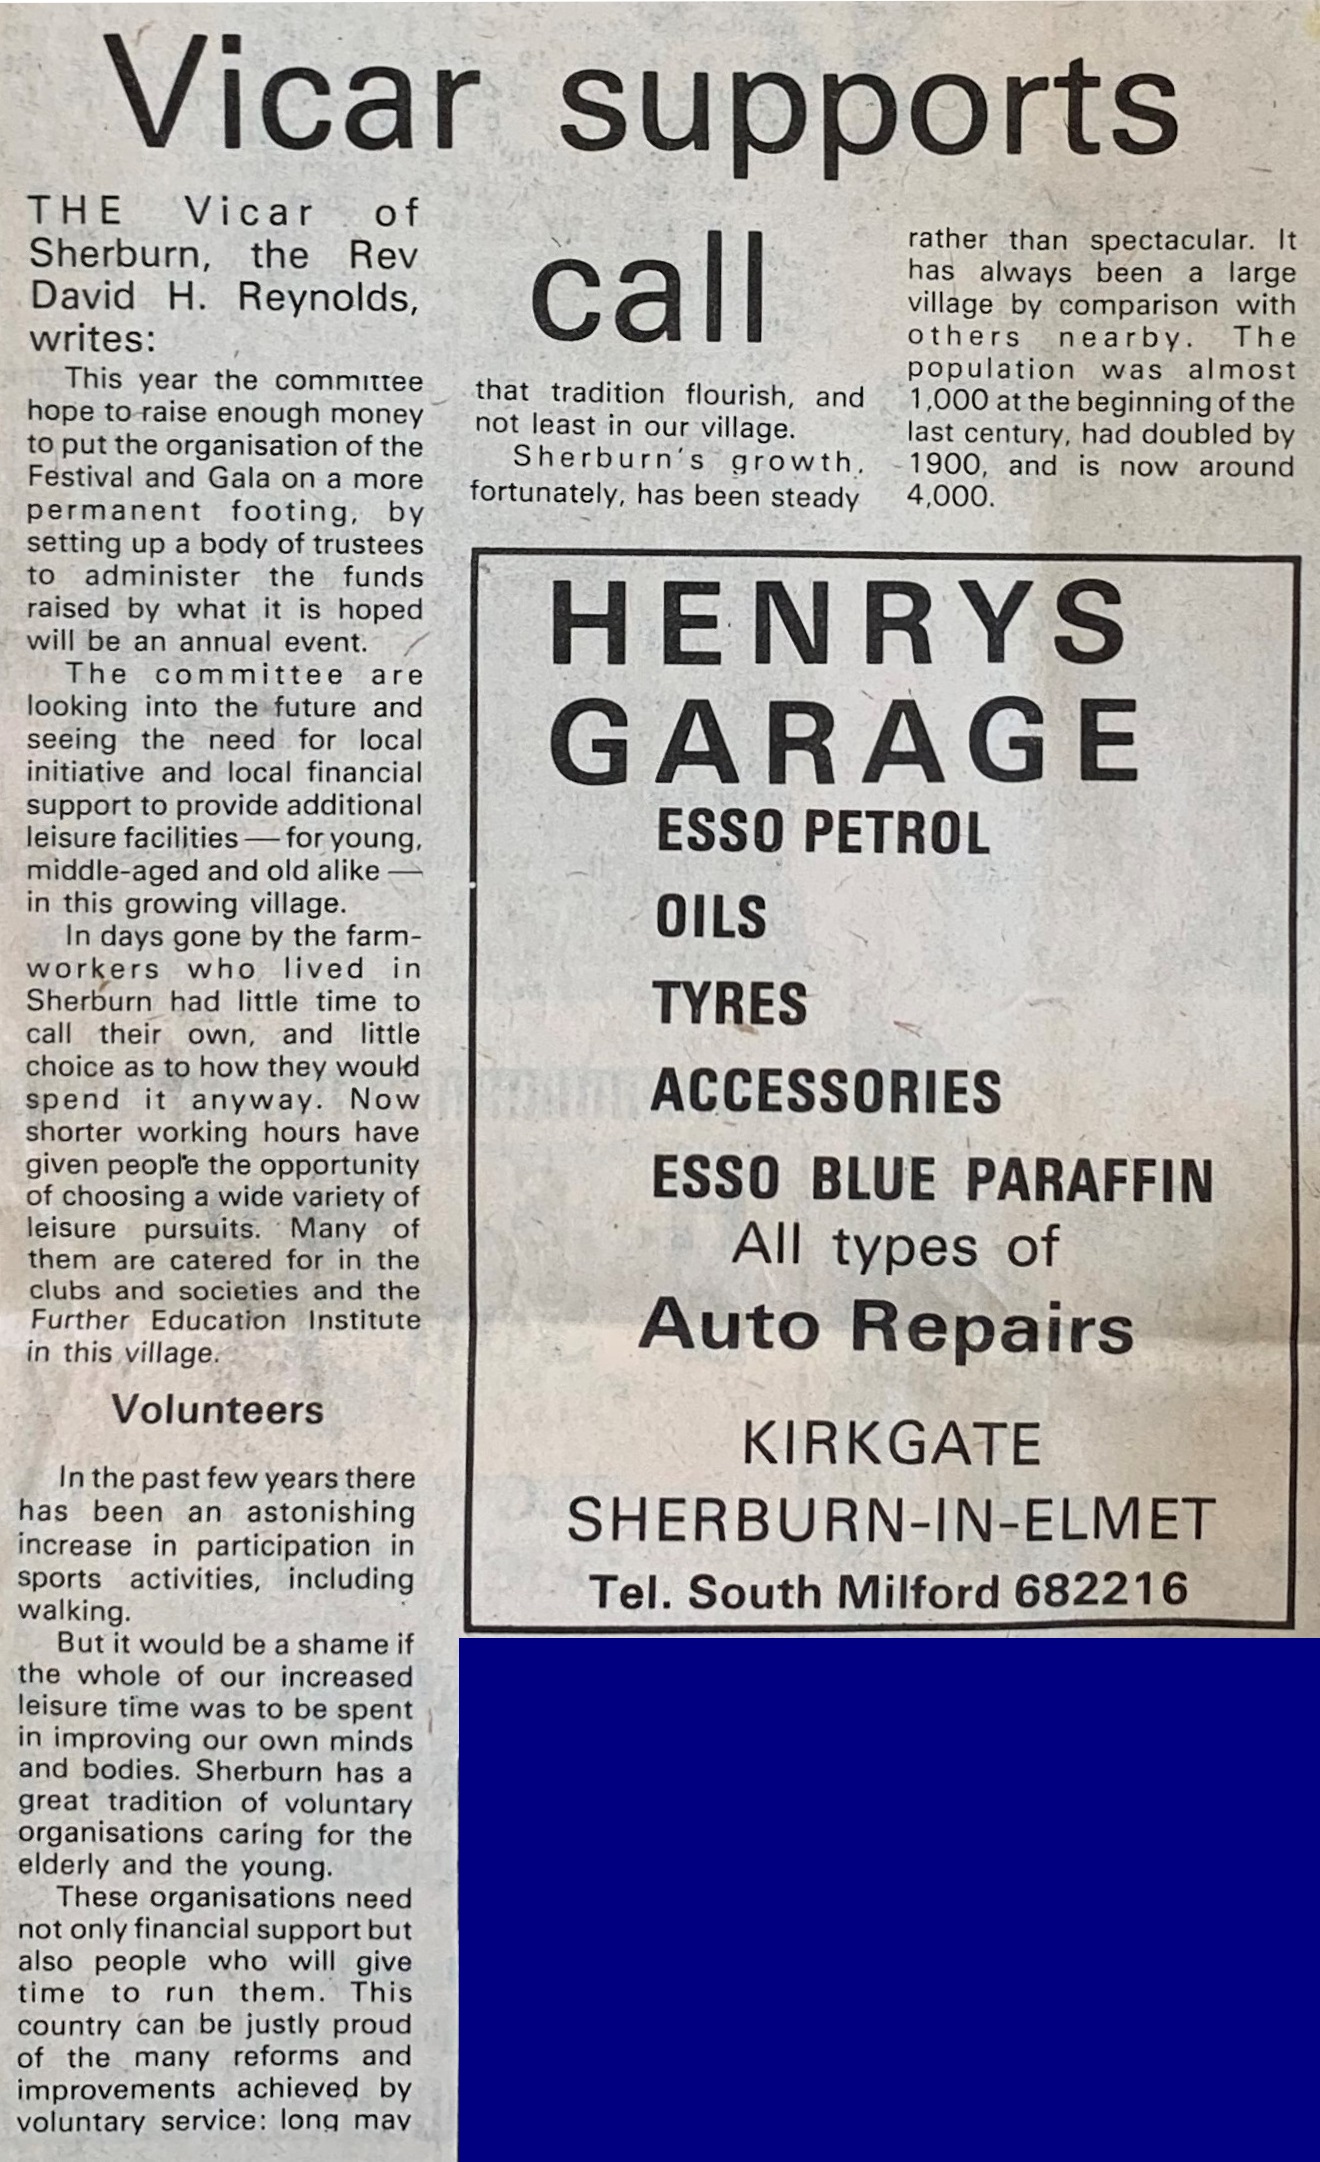 Vicar supports
call
THE Vicar of
Sherburn, the Rev
David H. Reynolds,
writes:
This year the committee
hope to raise enough money
to put the organisation of the
Festival and Gala on a more
permanent footing, by
setting up a body of trustees
to administer the funds
raised by what it is hoped
will be an annual event.
The committee are
looking into the future and
seeing the need for local
initiative and local financial
support to provide additional
leisure facilities — for young,
middle-aged and old alike —
in this growing village.
In days gone by the farm-
workers who lived in
Sherburn had little time to
call their own, and little
choice as to how they would
spend it anyway. Now
shorter working hours have
given people the opportunity
of choosing a wide variety of
leisure pursuits. Many of
them are catered for in the
clubs and societies and the
Further Education Institute
in this village.
Volunteers
In the past few years there
has been an astonishing
increase in participation in
sports activities, including
walking.
But it would be a shame if
the whole of our increased
leisure time was to be spent
in improving our own minds
and bodies. Sherburn has a
great tradition of voluntary
organisations caring for the
elderly and the young.
These organisations need
not only financial support but
also people who will give
time to run them. This
country can be justly proud
of the many reforms and
improvements achieved by
voluntary service: long may
that tradition flourish, and
not least in our village.
Sherburn's growth,
fortunately, has been steady
rather than spectacular. It
has always been a large
village by comparison with
others nearby. The
population was almost
1,000 at the beginning of the
last century, had doubled by
1900, and is now around
4,000.
HENRYS
GARAGE
ESSO PETROL
OILS
TYRES
ACCESSORIES
ESSO BLUE PARAFFIN
All types of
Auto Repairs
KIRKGATE
SHERBURN-IN-ELMET
Tel. South Milford 682216